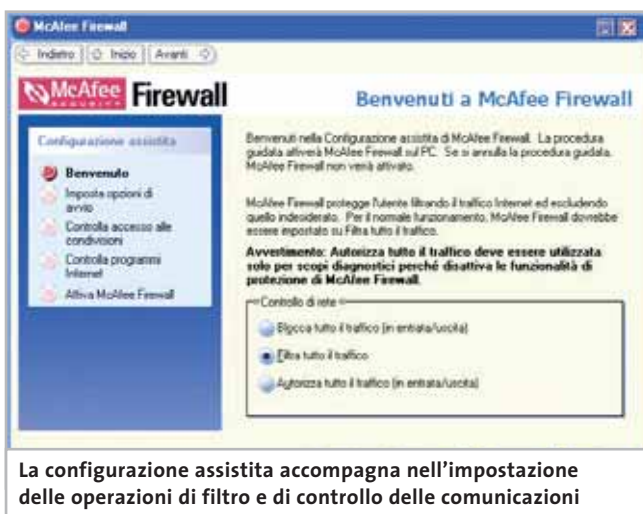 McAfee Firewall
Indietro Inizio Avanti
McAfee Firewall
SECURITY
Benvenuti a McAfee Firewall
Configurazione assistita
Benvenuto
Imposta opzioni di
avvio
Controlla accesso alle
condivisioni
Controlla programmi
Internet
Attiva McAfee Firewall
Benvenuti nella Configurazione assistita di McAfee Firewall. La procedura
guidata attiverà McAfee Firewall sul PC. Se si annulla la procedura guidata,
McAfee Firewall non verrà attivato.
McAfee Firewall protegge l'utente filtrando il traffico Internet ed escludendo
quello indesiderato. Per il normale funzionamento, McAfee Firewall dovrebbe
essere impostato su Filtra tutto il traffico.
Avvertimento: Autorizza tutto il traffico deve essere utilizzata
solo per scopi diagnostici perché disattiva le funzionalità di
protezione di McAfee Firewall.
Controllo di rete
Blocca tutto il traffico (in entrata/uscita)
Filtra tutto il traffico
Autorizza tutto il traffico (in entrata/uscita)
La configurazione assistita accompagna nell'impostazione
delle operazioni di filtro e di controllo delle comunicazioni